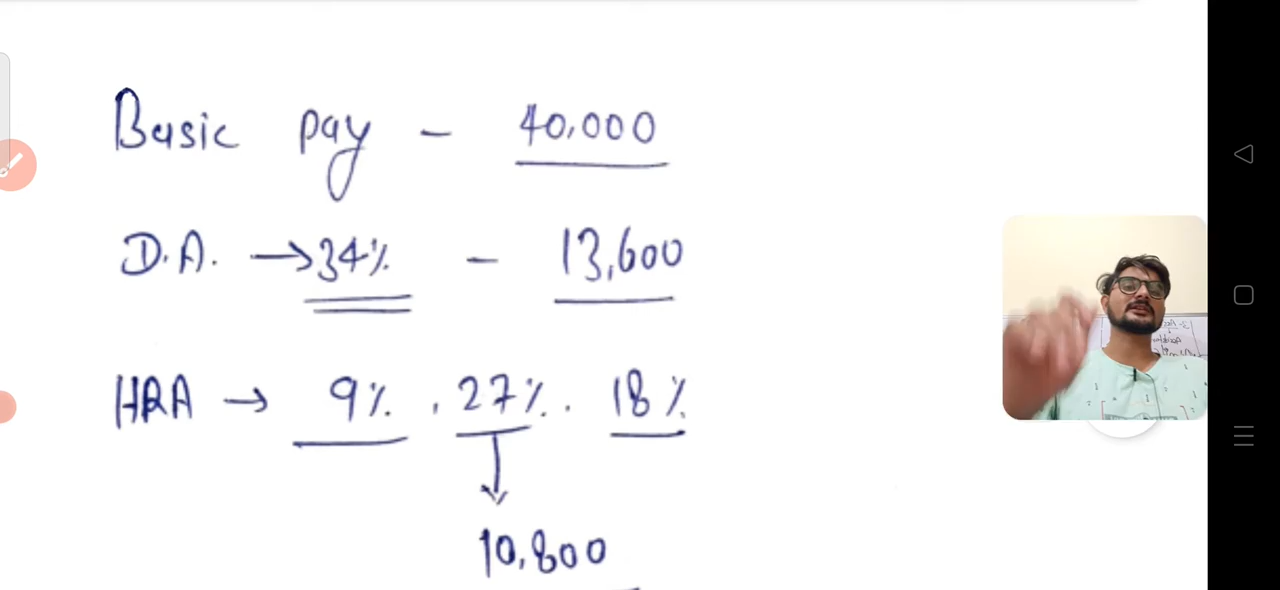 Basic pay - 40,000
D.A. → 34% - 13,600
HRA → 9% , 27% . 18%
10,800